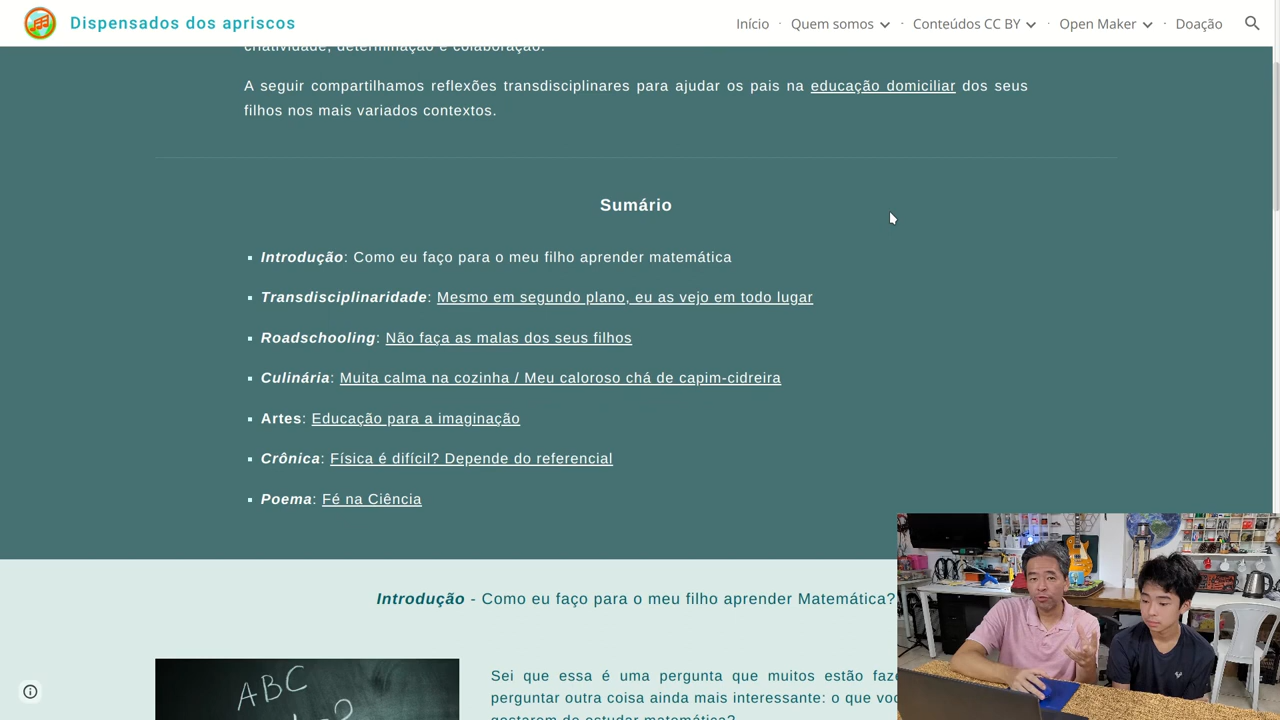 Dispensados dos apriscos
Início · Quem somos · Conteúdos CC BY · Open Maker · Doação
criatividade, determinação e colaboração.
A seguir compartilhamos reflexões transdisciplinares para ajudar os pais na educação domiciliar dos seus
filhos nos mais variados contextos.
Sumário
▪ Introdução: Como eu faço para o meu filho aprender matemática
▪ Transdisciplinaridade: Mesmo em segundo plano, eu as vejo em todo lugar
▪ Roadschooling: Não faça as malas dos seus filhos
▪ Culinária: Muita calma na cozinha / Meu caloroso chá de capim-cidreira
▪ Artes: Educação para a imaginação
▪ Crônica: Física é difícil? Depende do referencial
▪ Poema: Fé na Ciência
Introdução - Como eu faço para o meu filho aprender Matemática?
ABC
Sei que essa é uma pergunta que muitos estão
perguntar outra coisa ainda mais interessante: o que
gostarem de estudar matemática?